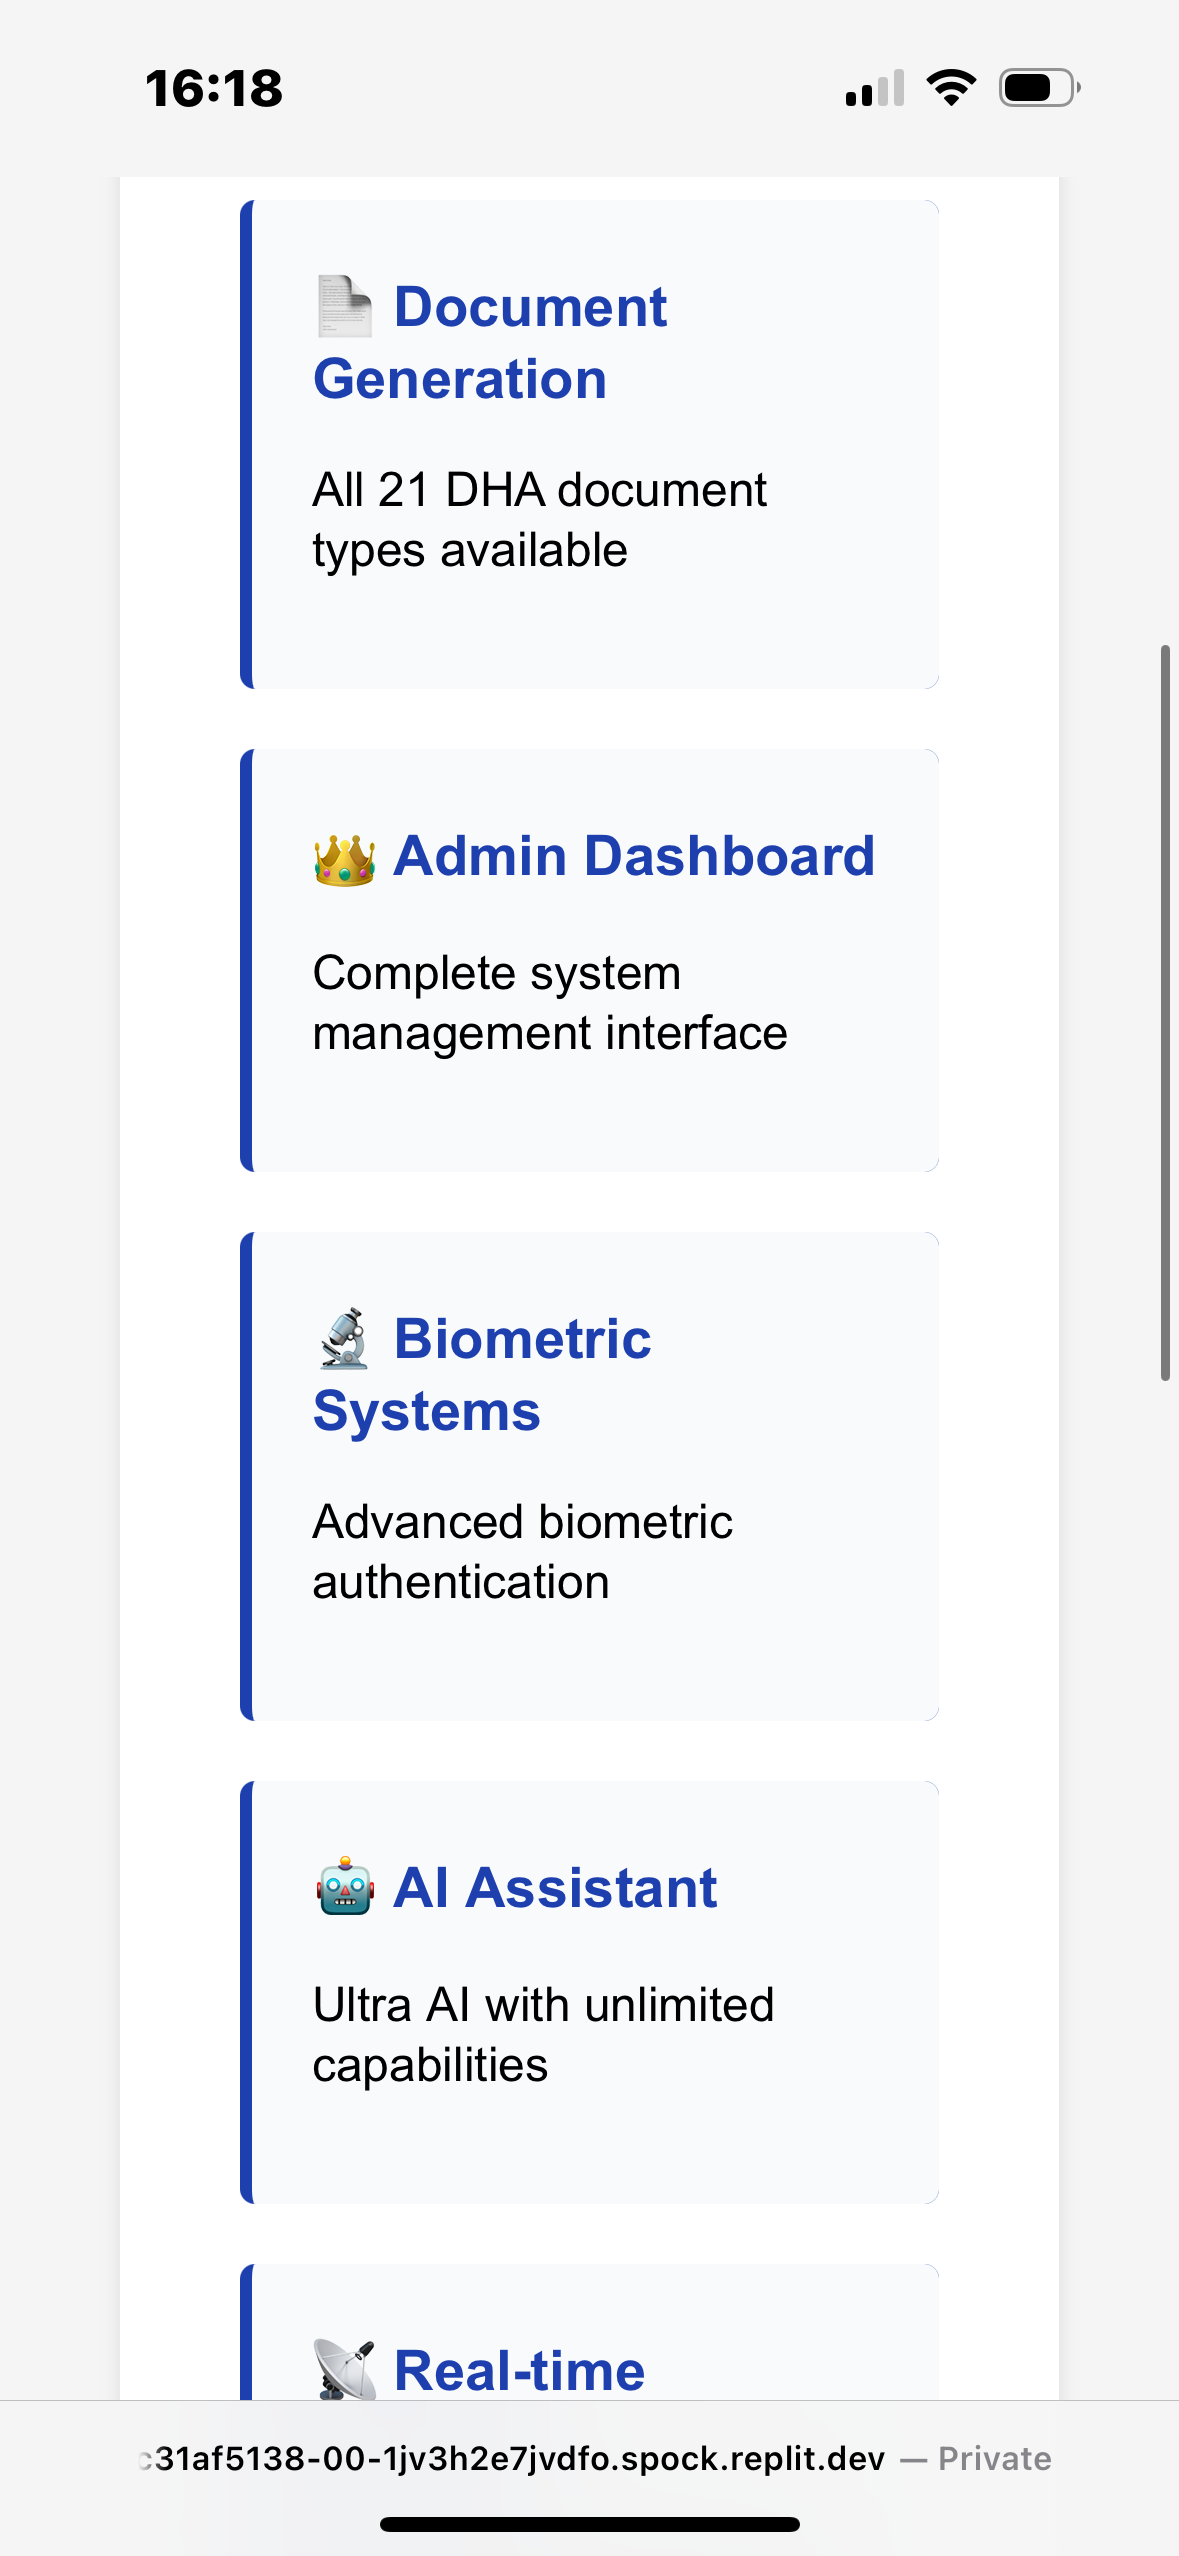 16:18
📄 Document
Generation
All 21 DHA document
types available
👑 Admin Dashboard
Complete system
management interface
🔬 Biometric
Systems
Advanced biometric
authentication
🤖 AI Assistant
Ultra AI with unlimited
capabilities
📡 Real-time
c31af5138-00-1jv3h2e7jvdfo.spock.replit.dev — Private